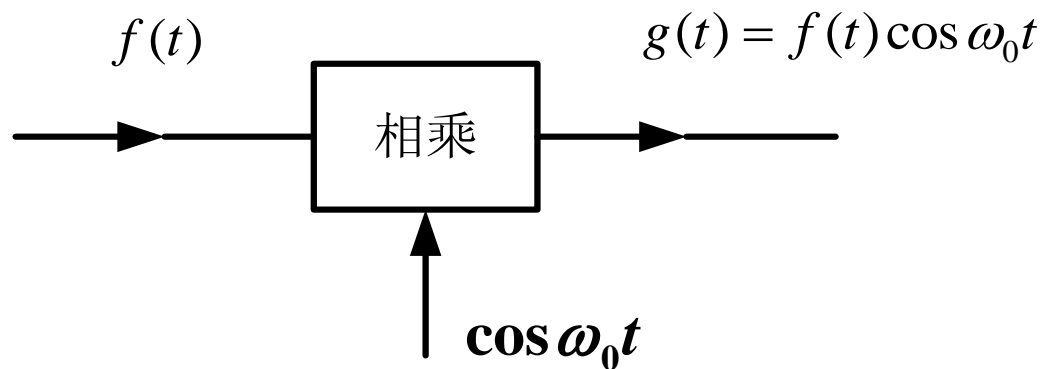 f(t)
g(t) = f(t)cos ω₀t
相乘
cos ω₀t